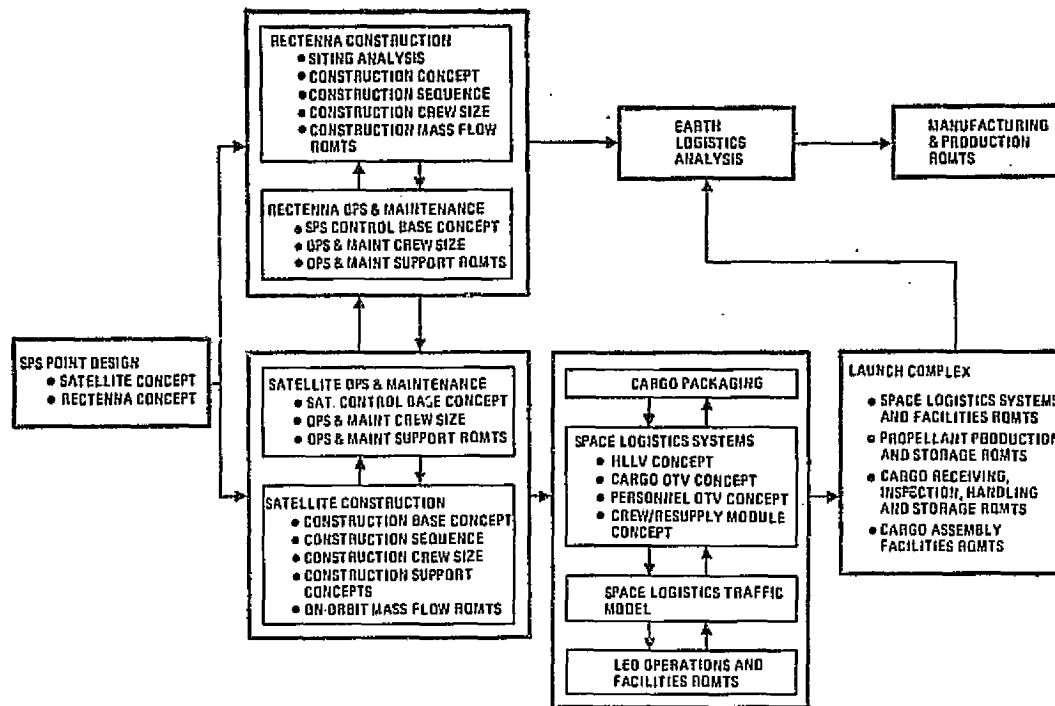 RECTENNA CONSTRUCTION
• SITING ANALYSIS
• CONSTRUCTION CONCEPT
• CONSTRUCTION SEQUENCE
• CONSTRUCTION CREW SIZE
• CONSTRUCTION MASS FLOW
RQMTS
RECTENNA OPS & MAINTENANCE
• SPS CONTROL BASE CONCEPT
• OPS & MAINT CREW SIZE
• OPS & MAINT SUPPORT RQMTS
EARTH
LOGISTICS
ANALYSIS
MANUFACTURING
& PRODUCTION
RQMTS
SPS POINT DESIGN
• SATELLITE CONCEPT
• RECTENNA CONCEPT
SATELLITE OPS & MAINTENANCE
• SAT. CONTROL BASE CONCEPT
• OPS & MAINT CREW SIZE
• OPS & MAINT SUPPORT RQMTS
SATELLITE CONSTRUCTION
• CONSTRUCTION BASE CONCEPT
• CONSTRUCTION SEQUENCE
• CONSTRUCTION CREW SIZE
• CONSTRUCTION SUPPORT
CONCEPTS
• ON-ORBIT MASS FLOW RQMTS
CARGO PACKAGING
SPACE LOGISTICS SYSTEMS
• HLLV CONCEPT
• CARGO OTV CONCEPT
• PERSONNEL OTV CONCEPT
• CREW/RESUPPLY MODULE
CONCEPT
SPACE LOGISTICS TRAFFIC
MODEL
LEO OPERATIONS AND
FACILITIES RQMTS
LAUNCH COMPLEX
• SPACE LOGISTICS SYSTEMS
AND FACILITIES RQMTS
• PROPELLANT PRODUCTION
AND STORAGE RQMTS
• CARGO RECEIVING,
INSPECTION, HANDLING
AND STORAGE RQMTS
• CARGO ASSEMBLY
FACILITIES RQMTS